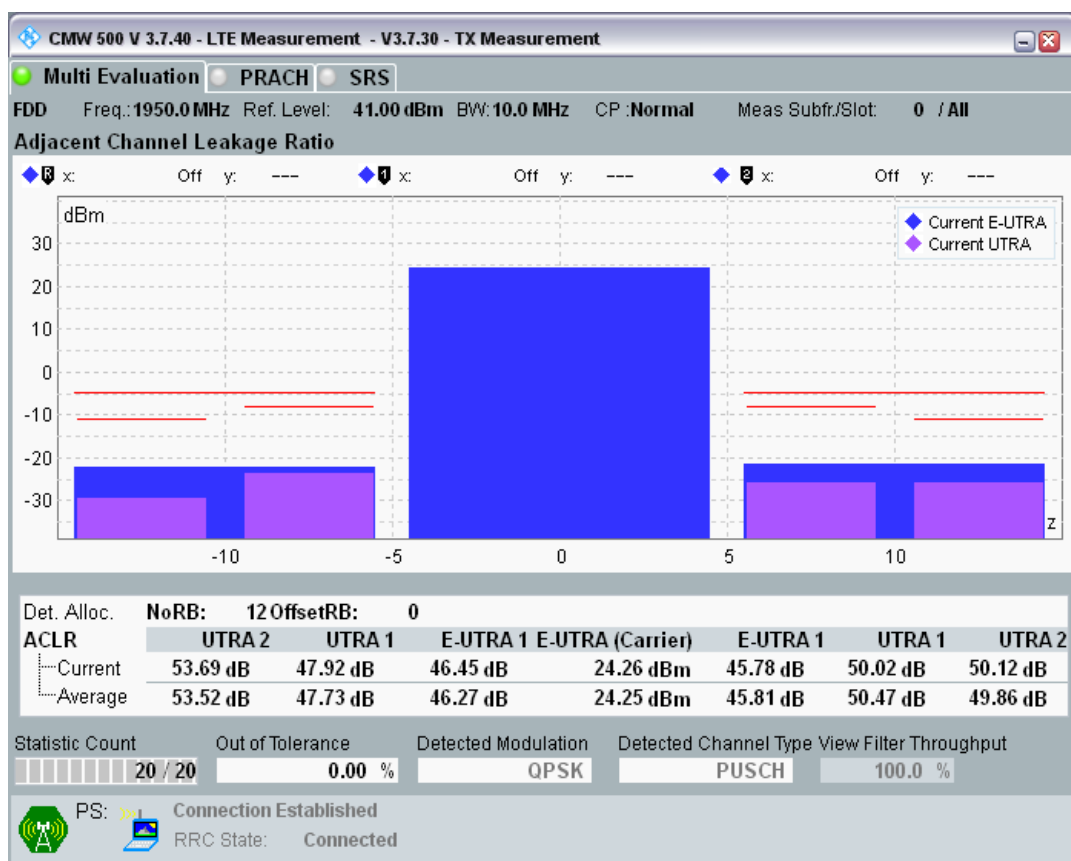 CMW 500 V 3.7.40 - LTE Measurement - V3.7.30 - TX Measurement
Multi Evaluation PRACH SRS
FDD Freq.: 1950.0 MHz Ref. Level: 41.00 dBm BW: 10.0 MHz CP :Normal Meas Subfr./Slot: 0 / All
Adjacent Channel Leakage Ratio
R x: Off y: --- 1 x: Off y: --- 2 x: Off y: ---
dBm
Current E-UTRA
Current UTRA
30
20
10
0
-10
-20
-30
z
-10 -5 0 5 10
Det. Alloc. NoRB: 12 OffsetRB: 0
ACLR UTRA 2 UTRA 1 E-UTRA 1 E-UTRA (Carrier) E-UTRA 1 UTRA 1 UTRA 2
Current 53.69 dB 47.92 dB 46.45 dB 24.26 dBm 45.78 dB 50.02 dB 50.12 dB
Average 53.52 dB 47.73 dB 46.27 dB 24.25 dBm 45.81 dB 50.47 dB 49.86 dB
Statistic Count Out of Tolerance Detected Modulation Detected Channel Type View Filter Throughput
20 / 20 0.00 % QPSK PUSCH 100.0 %
PS: Connection Established
RRC State: Connected